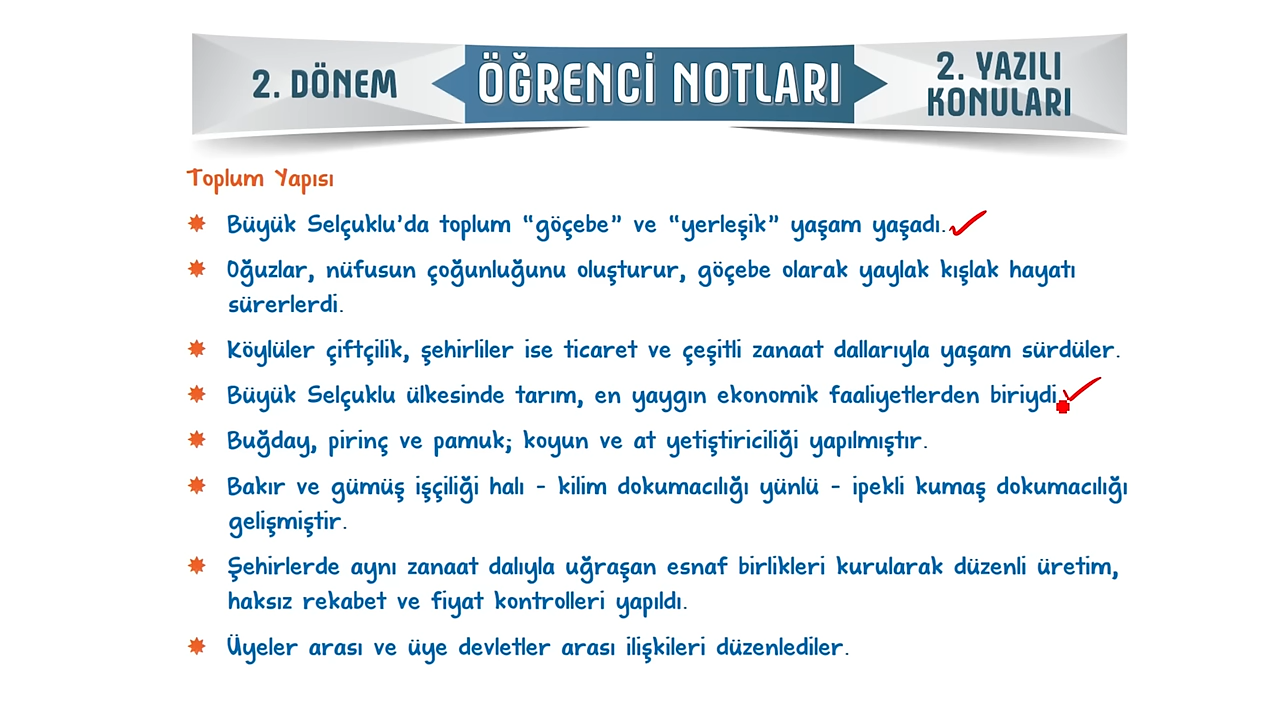 2. DÖNEM
ÖĞRENCİ NOTLARI
2. YAZILI
KONULARI
Toplum Yapısı
Büyük Selçuklu'da toplum “göçebe” ve “yerleşik” yaşam yaşadı.
Oğuzlar, nüfusun çoğunluğunu oluşturur, göçebe olarak yaylak kışlak hayatı
sürerlerdi.
Köylüler çiftçilik, şehirliler ise ticaret ve çeşitli zanaat dallarıyla yaşam sürdüler.
Büyük Selçuklu ülkesinde tarım, en yaygın ekonomik faaliyetlerden biriydi.
Buğday, pirinç ve pamuk; koyun ve at yetiştiriciliği yapılmıştır.
Bakır ve gümüş işçiliği halı - kilim dokumacılığı yünlü - ipekli kumaş dokumacılığı
gelişmiştir.
Şehirlerde aynı zanaat dalıyla uğraşan esnaf birlikleri kurularak düzenli üretim,
haksız rekabet ve fiyat kontrolleri yapıldı.
Üyeler arası ve üye devletler arası ilişkileri düzenlediler.